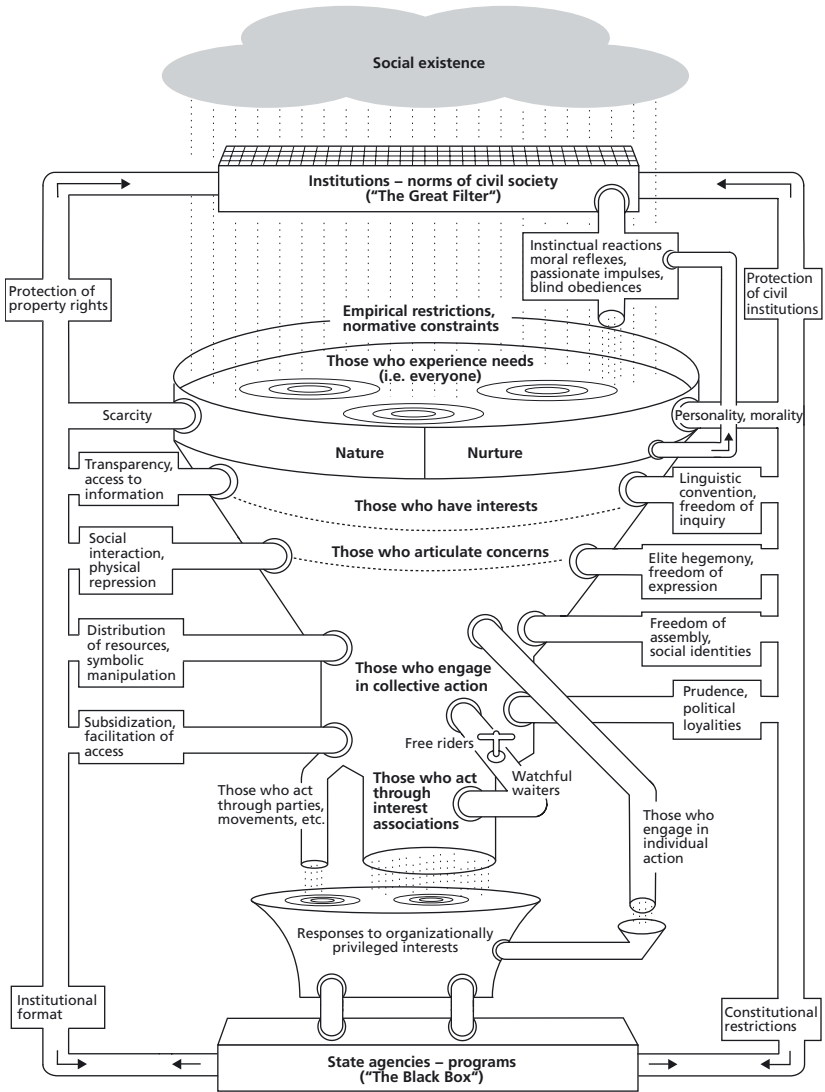 Social existence
Institutions – norms of civil society
(“The Great Filter“)
Instinctual reactions
moral reflexes,
passionate impulses,
blind obediences
Protection of
property rights
Protection
of civil
institutions
Empirical restrictions,
normative constraints
Those who experience needs
(i.e. everyone)
Scarcity
Personality, morality
Nature
Nurture
Transparency,
access to
information
Linguistic
convention,
freedom of
inquiry
Those who have interests
Social
interaction,
physical
repression
Those who articulate concerns
Elite hegemony,
freedom of
expression
Distribution
of resources,
symbolic
manipulation
Freedom of
assembly,
social identities
Those who engage
in collective action
Prudence,
political
loyalities
Subsidization,
facilitation of
access
Free riders
Watchful
waiters
Those who act
through parties,
movements, etc.
Those who act
through
interest
associations
Those who
engage in
individual
action
Responses to organizationally
privileged interests
Institutional
format
Constitutional
restrictions
State agencies – programs
(“The Black Box“)